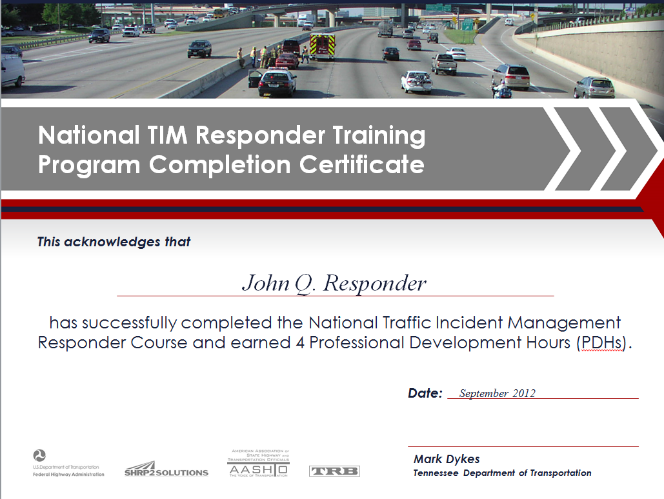 National TIM Responder Training
Program Completion Certificate
This acknowledges that
John Q. Responder
has successfully completed the National Traffic Incident Management
Responder Course and earned 4 Professional Development Hours (PDHs).
Date: September 2012
Mark Dykes
Tennessee Department of Transportation
U.S. Department of Transportation
Federal Highway Administration
SHRP2SOLUTIONS
American Association of
State Highway and
Transportation Officials
AASHTO
The Voice of Transportation
TRB